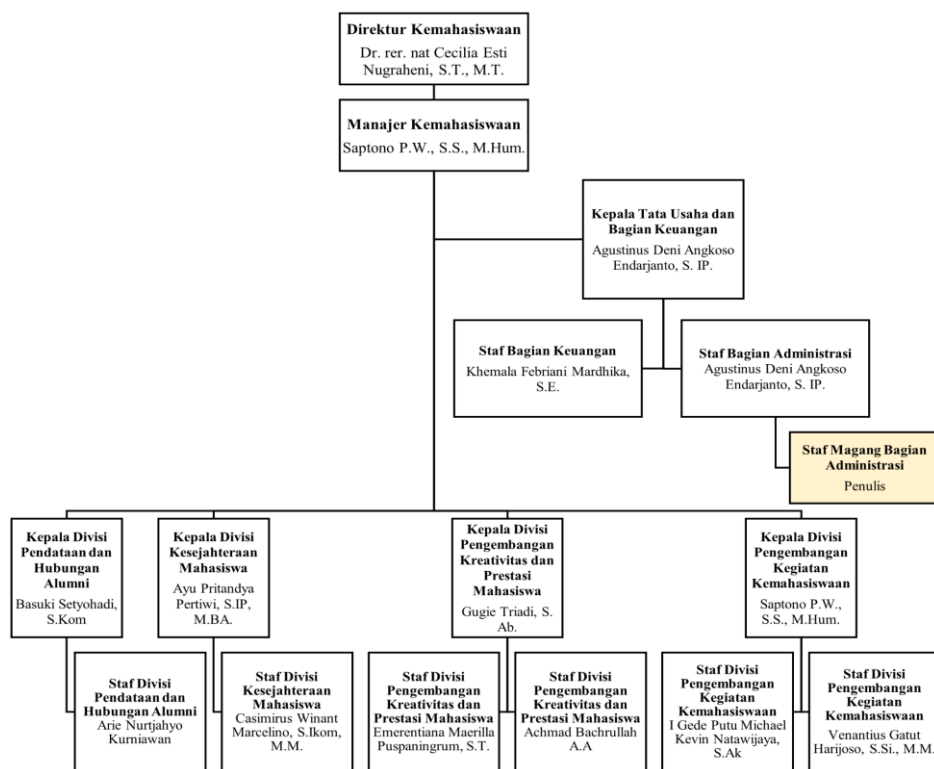 Direktur Kemahasiswaan
Dr. rer. nat Cecilia Esti
Nugraheni, S.T., M.T.
Manajer Kemahasiswaan
Saptono P.W., S.S., M.Hum.
Kepala Tata Usaha dan
Bagian Keuangan
Agustinus Deni Angkoso
Endarjanto, S. IP.
Staf Bagian Keuangan
Khemala Febriani Mardhika,
S.E.
Staf Bagian Administrasi
Agustinus Deni Angkoso
Endarjanto, S. IP.
Staf Magang Bagian
Administrasi
Penulis
Kepala Divisi
Pendataan dan
Hubungan
Alumni
Basuki Setyohadi,
S.Kom
Kepala Divisi
Kesejahteraan
Mahasiswa
Ayu Pritandya
Pertiwi, S.IP,
M.BA.
Kepala Divisi
Pengembangan
Kreativitas dan
Prestasi
Mahasiswa
Gugie Triadi, S.
Ab.
Kepala Divisi
Pengembangan
Kegiatan
Kemahasiswaan
Saptono P.W.,
S.S., M.Hum.
Staf Divisi
Pendataan dan
Hubungan Alumni
Arie Nurtjahyo
Kurniawan
Staf Divisi
Kesejahteraan
Mahasiswa
Casimirus Winant
Marcelino, S.Ikom,
M.M.
Staf Divisi
Pengembangan
Kreativitas dan
Prestasi Mahasiswa
Emerentiana Maerilla
Puspaningrum, S.T.
Staf Divisi
Pengembangan
Kreativitas dan
Prestasi Mahasiswa
Achmad Bachrullah
A.A
Staf Divisi
Pengembangan
Kegiatan
Kemahasiswaan
I Gede Putu Michael
Kevin Natawijaya,
S.Ak
Staf Divisi
Pengembangan
Kegiatan
Kemahasiswaan
Venantius Gatut
Harijoso, S.Si., M.M.